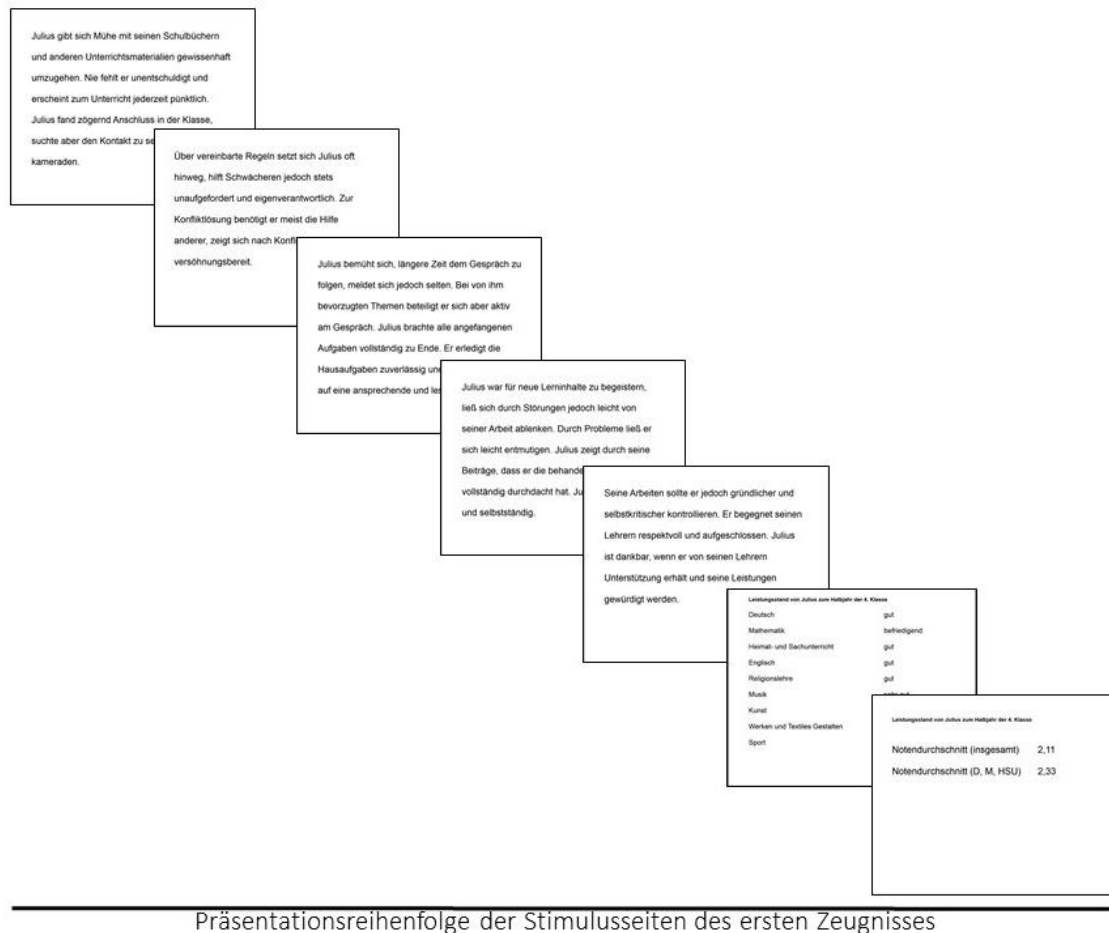 Julius gibt sich Mühe mit seinen Schulbüchern
und anderen Unterrichtsmaterialien gewissenhaft
umzugehen. Nie fehlt er unentschuldigt und
erscheint zum Unterricht jederzeit pünktlich.
Julius fand zögernd Anschluss in der Klasse,
suchte aber den Kontakt zu
kameraden.
Über vereinbarte Regeln setzt sich Julius oft
hinweg, hilft Schwächeren jedoch stets
unaufgefordert und eigenverantwortlich. Zur
Konfliktlösung benötigt er meist die Hilfe
anderer, zeigt sich nach
versöhnungsbereit.
Julius bemüht sich, längere Zeit dem Gespräch zu
folgen, meldet sich jedoch selten. Bei von ihm
bevorzugten Themen beteiligt er sich aber aktiv
am Gespräch. Julius brachte alle angefangenen
Aufgaben vollständig zu Ende. Er erledigt die
Hausaufgaben zuverlässig
auf eine ansprechende und
Julius war für neue Lerninhalte zu begeistern,
ließ sich durch Störungen jedoch leicht von
seiner Arbeit ablenken. Durch Probleme ließ er
sich leicht entmutigen. Julius zeigt durch seine
Beiträge, dass er die
vollständig durchdacht hat.
und selbstständig.
Seine Arbeiten sollte er jedoch gründlicher und
selbstkritischer kontrollieren. Er begegnet seinen
Lehrern respektvoll und aufgeschlossen. Julius
ist dankbar, wenn er von seinen Lehrern
Unterstützung erhält und seine Leistungen
gewürdigt werden.
Leistungsstand von Julius zum Halbjahr der 4. Klasse
Deutsch gut
Mathematik befriedigend
Heimat- und Sachunterricht gut
Englisch gut
Religionslehre gut
Musik
Kunst
Werken und Textiles Gestalten
Sport
Leistungsstand von Julius zum Halbjahr der 4. Klasse
Notendurchschnitt (insgesamt) 2,11
Notendurchschnitt (D, M, HSU) 2,33
Präsentationsreihenfolge der Stimulusseiten des ersten Zeugnisses